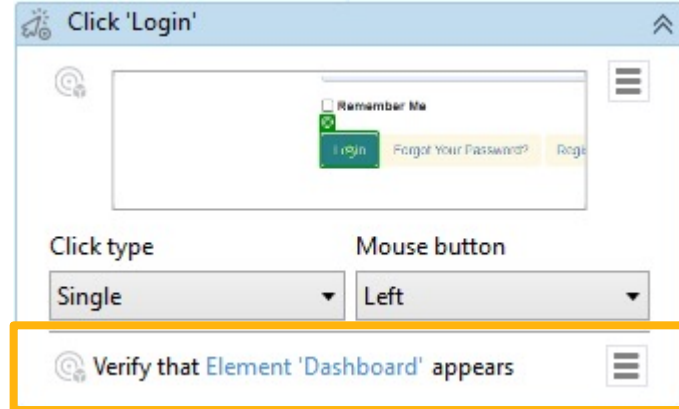 Click 'Login'
Remember Me
Login Forgot Your Password? Regi
Click type Mouse button
Single Left
Verify that Element 'Dashboard' appears